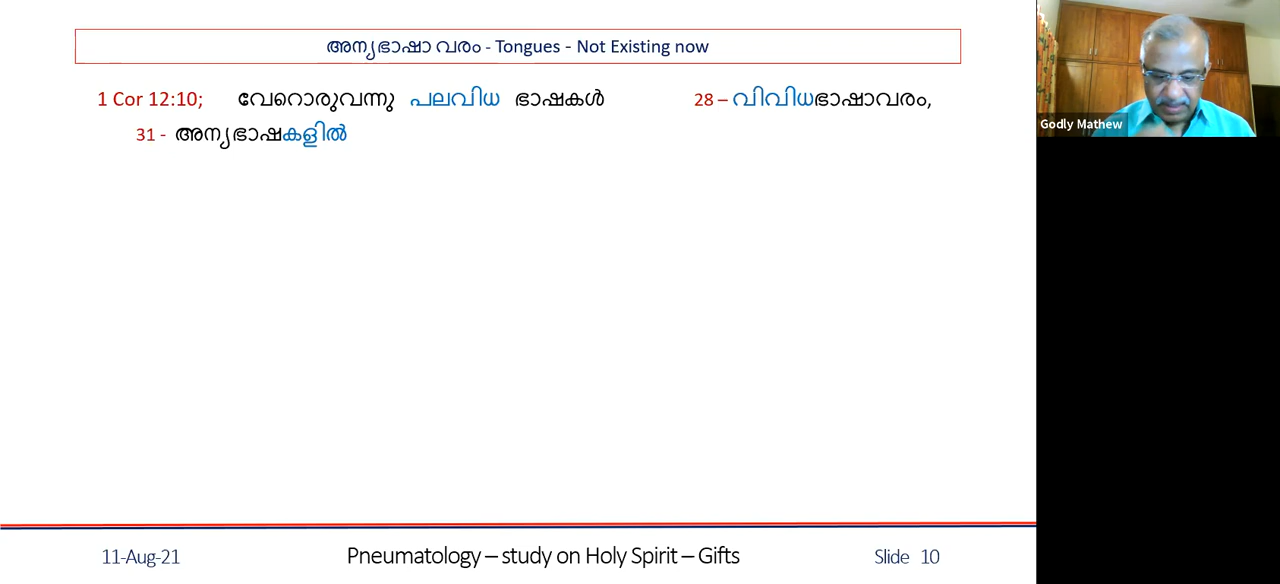 അന്യഭാഷാ വരം - Tongues - Not Existing now
1 Cor 12:10; വേറൊരുവന്നു പലവിധ ഭാഷകൾ 28 – വിവിധഭാഷാവരം,
31 - അന്യഭാഷകളിൽ
Godly Mathew
11-Aug-21 Pneumatology – study on Holy Spirit – Gifts Slide 10